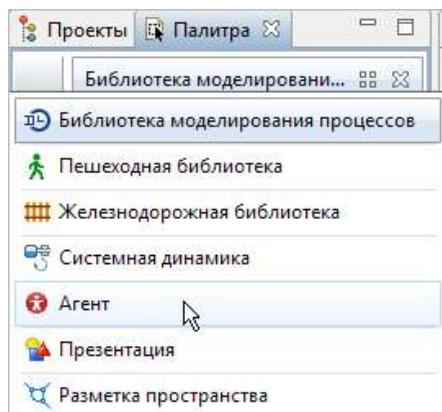 Проекты Палитра
Библиотека моделировани...
Библиотека моделирования процессов
Пешеходная библиотека
Железнодорожная библиотека
Системная динамика
Агент
Презентация
Разметка пространства